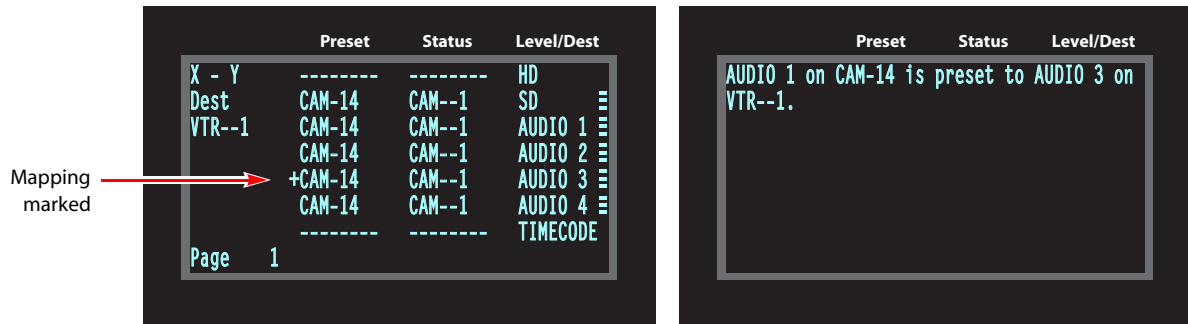 Preset Status Level/Dest
X - Y -------- -------- HD
Dest CAM-14 CAM--1 SD
VTR--1 CAM-14 CAM--1 AUDIO 1
CAM-14 CAM--1 AUDIO 2
+CAM-14 CAM--1 AUDIO 3
CAM-14 CAM--1 AUDIO 4
-------- -------- TIMECODE
Page 1
Mapping
marked
Preset Status Level/Dest
AUDIO 1 on CAM-14 is preset to AUDIO 3 on
VTR--1.